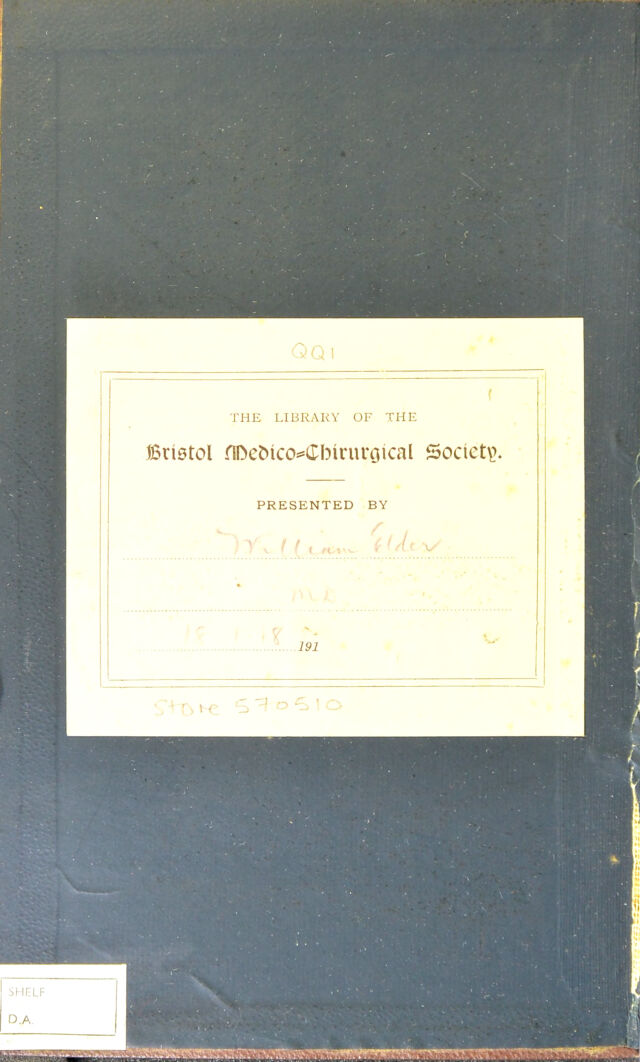 QQ1
THE LIBRARY OF THE
Bristol Medico=Chirurgical Society.
PRESENTED BY
William Elder
191
Store 570510
SHELF
D.A.